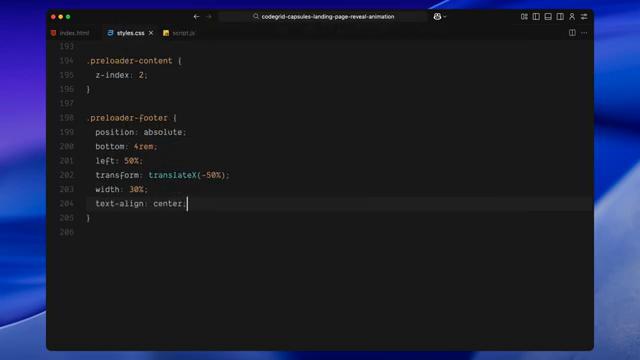 codegrid-capsules-landing-page-reveal-animation
index.html
styles.css
script.js
193
194 .preloader-content {
195 z-index: 2;
196 }
197
198 .preloader-footer {
199 position: absolute;
200 bottom: 4rem;
201 left: 50%;
202 transform: translateX(-50%);
203 width: 30%;
204 text-align: center;
205 }
206